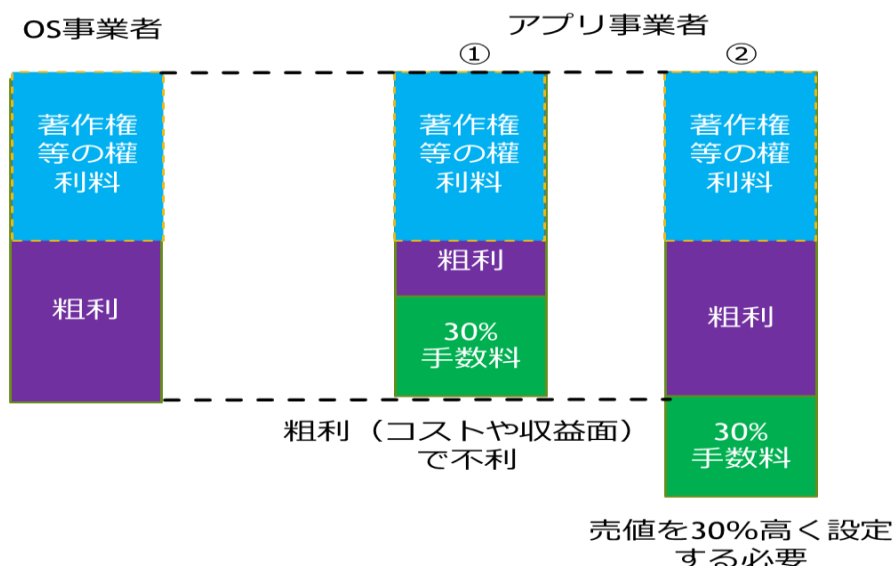 OS事業者
アプリ事業者
①
②
著作権
等の權
利料
著作権
等の權
利料
著作権
等の權
利料
粗利
粗利
粗利
30%
手数料
30%
手数料
粗利（コストや収益面）
で不利
売値を30%高く設定
する必要